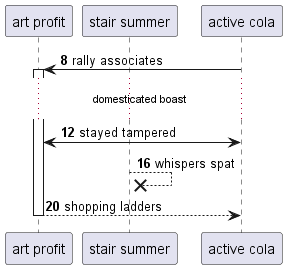 art profit stair summer active cola
8 rally associates
domesticated boast
12 stayed tampered
16 whispers spat
20 shopping ladders
art profit stair summer active cola